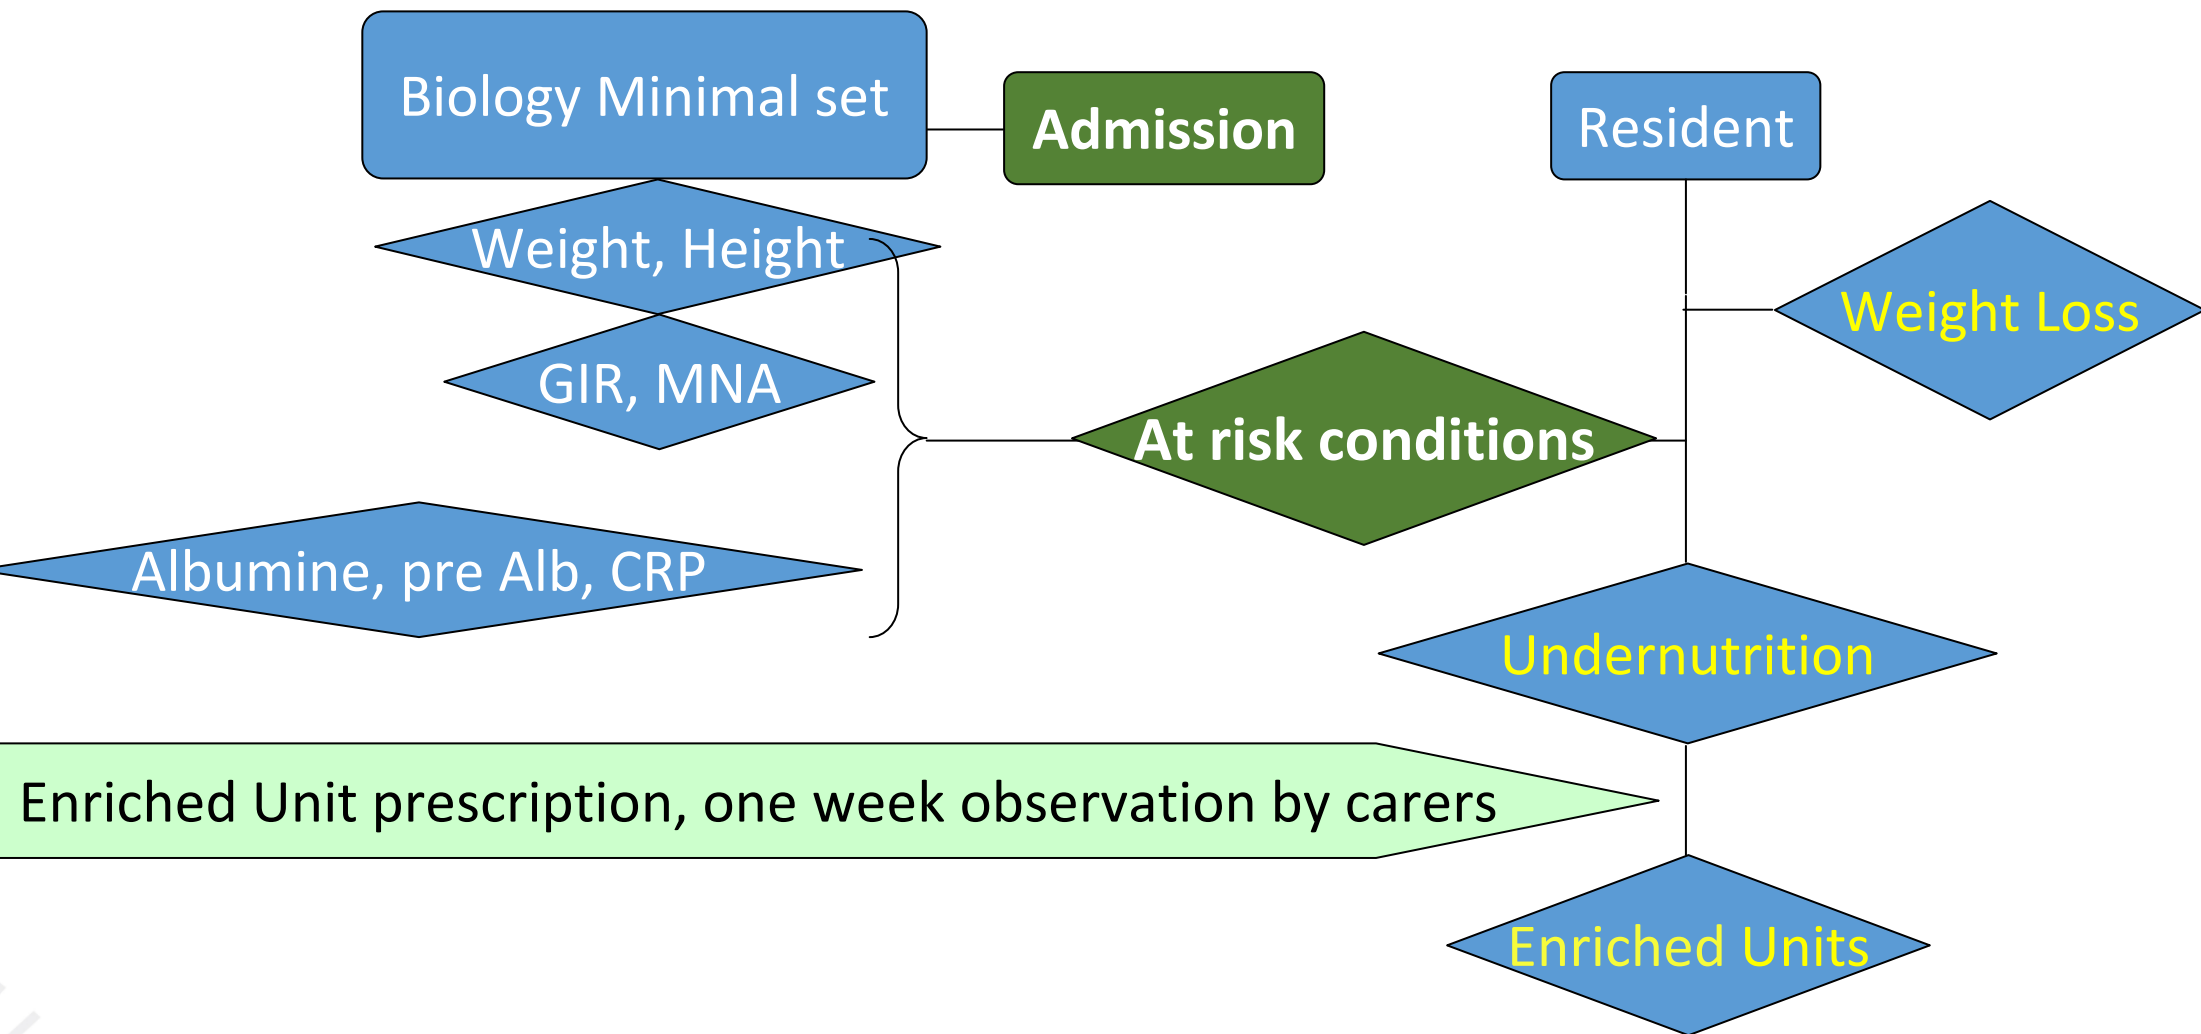 Biology Minimal set
Admission
Resident
Weight, Height
Weight Loss
GIR, MNA
At risk conditions
Albumine, pre Alb, CRP
Undernutrition
Enriched Unit prescription, one week observation by carers
Enriched Units